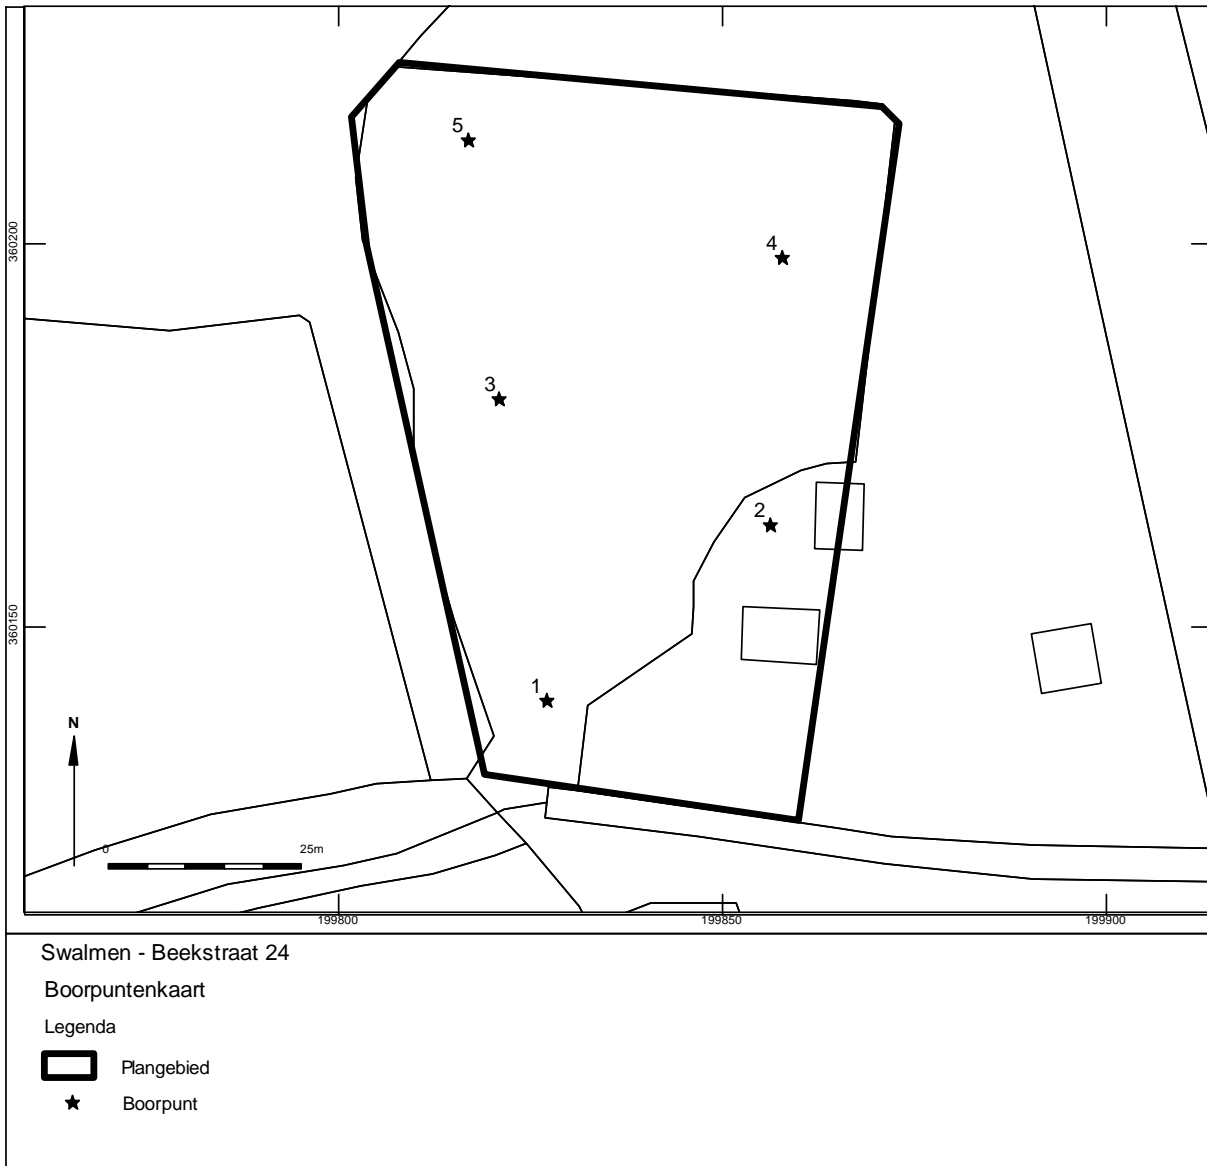 5
360200
4
3
2
360150
1
N
0 25m
199800 199850 199900
Swalmen - Beekstraat 24
Boorpuntenkaart
Legenda
Plangebied
Boorpunt